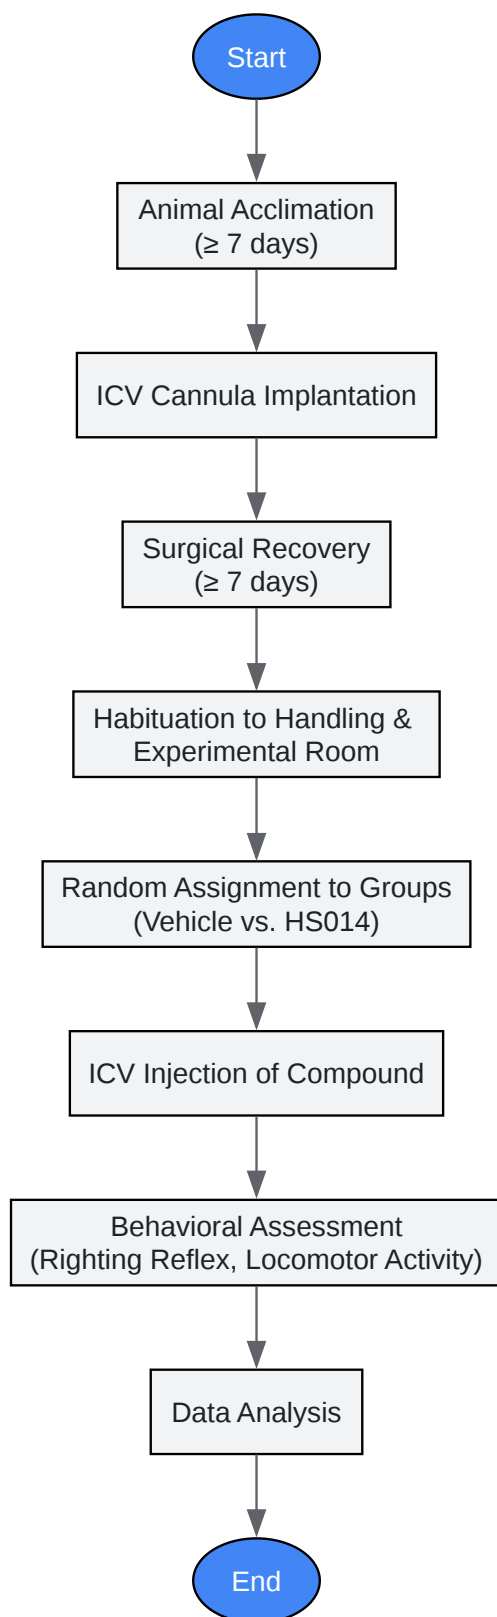 Start
Animal Acclimation
(≥ 7 days)
ICV Cannula Implantation
Surgical Recovery
(≥ 7 days)
Habituation to Handling &
Experimental Room
Random Assignment to Groups
(Vehicle vs. HS014)
ICV Injection of Compound
Behavioral Assessment
(Righting Reflex, Locomotor Activity)
Data Analysis
End